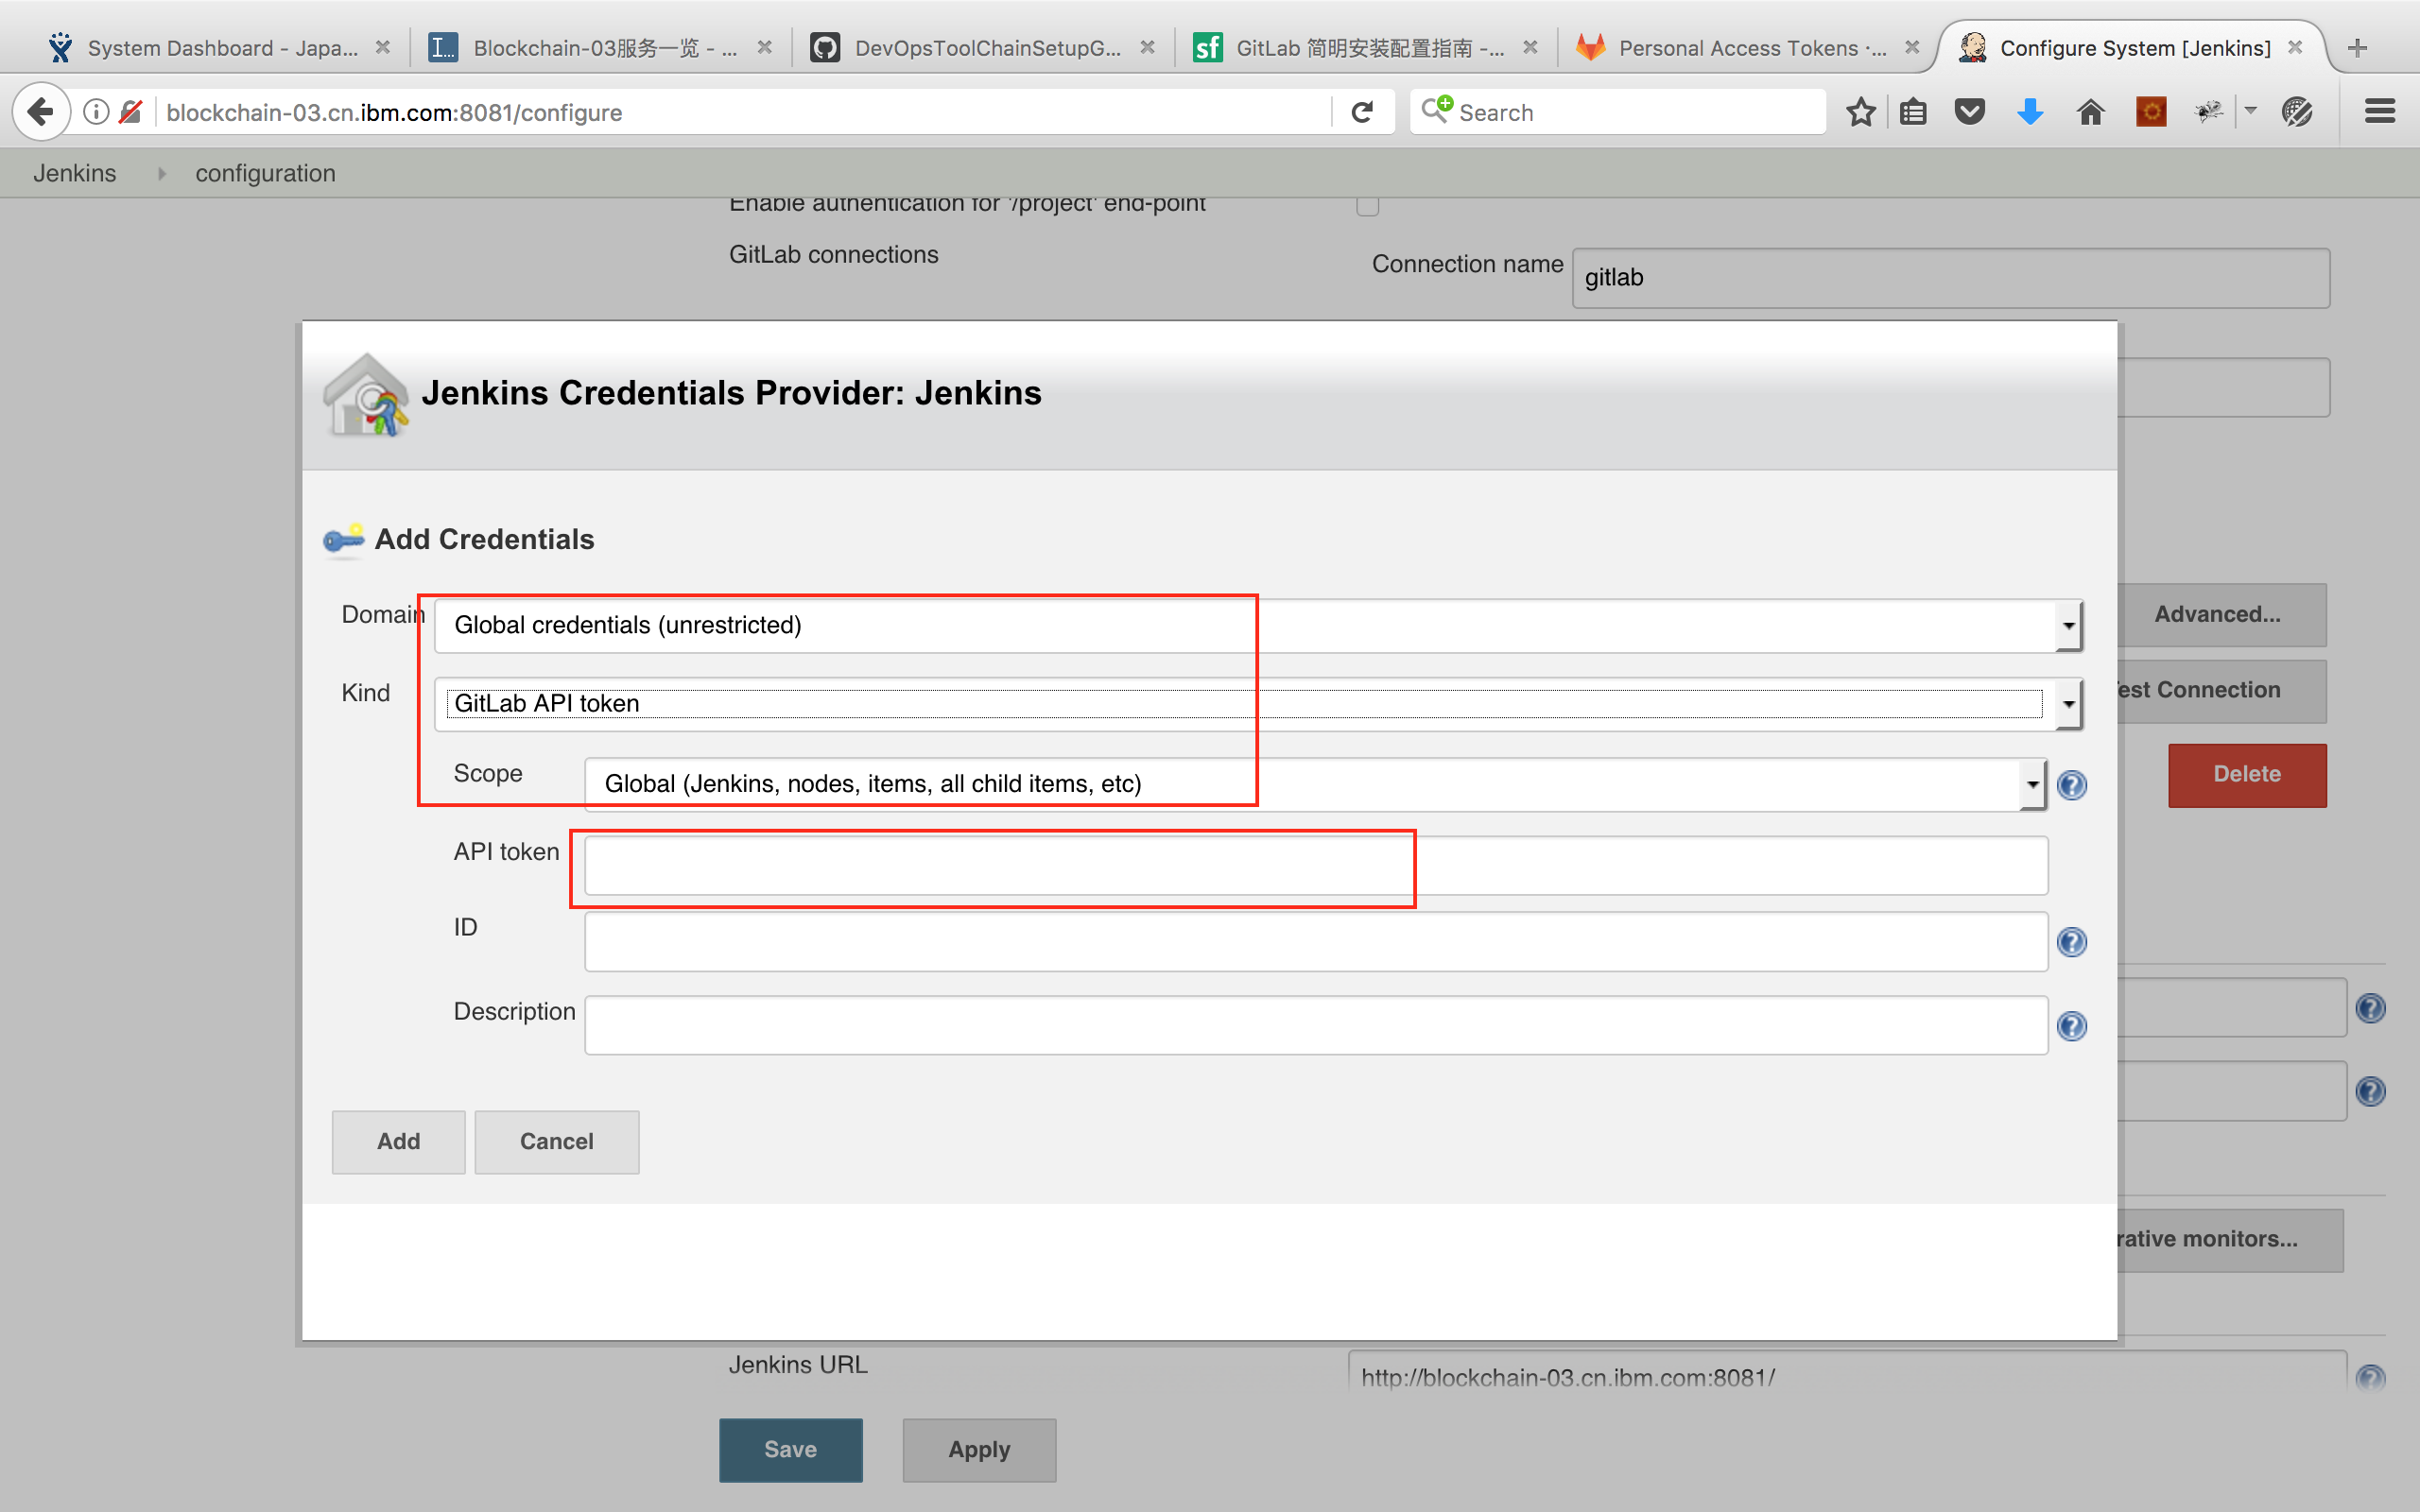 System Dashboard - Japa...
Blockchain-03服务一览 - ...
DevOpsToolChainSetupG...
sf GitLab 简明安装配置指南 -...
Personal Access Tokens ·...
Configure System [Jenkins]
blockchain-03.cn.ibm.com:8081/configure
Search
Jenkins
configuration
Enable authentication for '/project' end-point
GitLab connections
Connection name
gitlab
Jenkins Credentials Provider: Jenkins
Add Credentials
Domain
Global credentials (unrestricted)
Advanced...
Kind
GitLab API token
est Connection
Scope
Global (Jenkins, nodes, items, all child items, etc)
Delete
API token
ID
Description
Add
Cancel
rative monitors...
Jenkins URL
http://blockchain-03.cn.ibm.com:8081/
Save
Apply